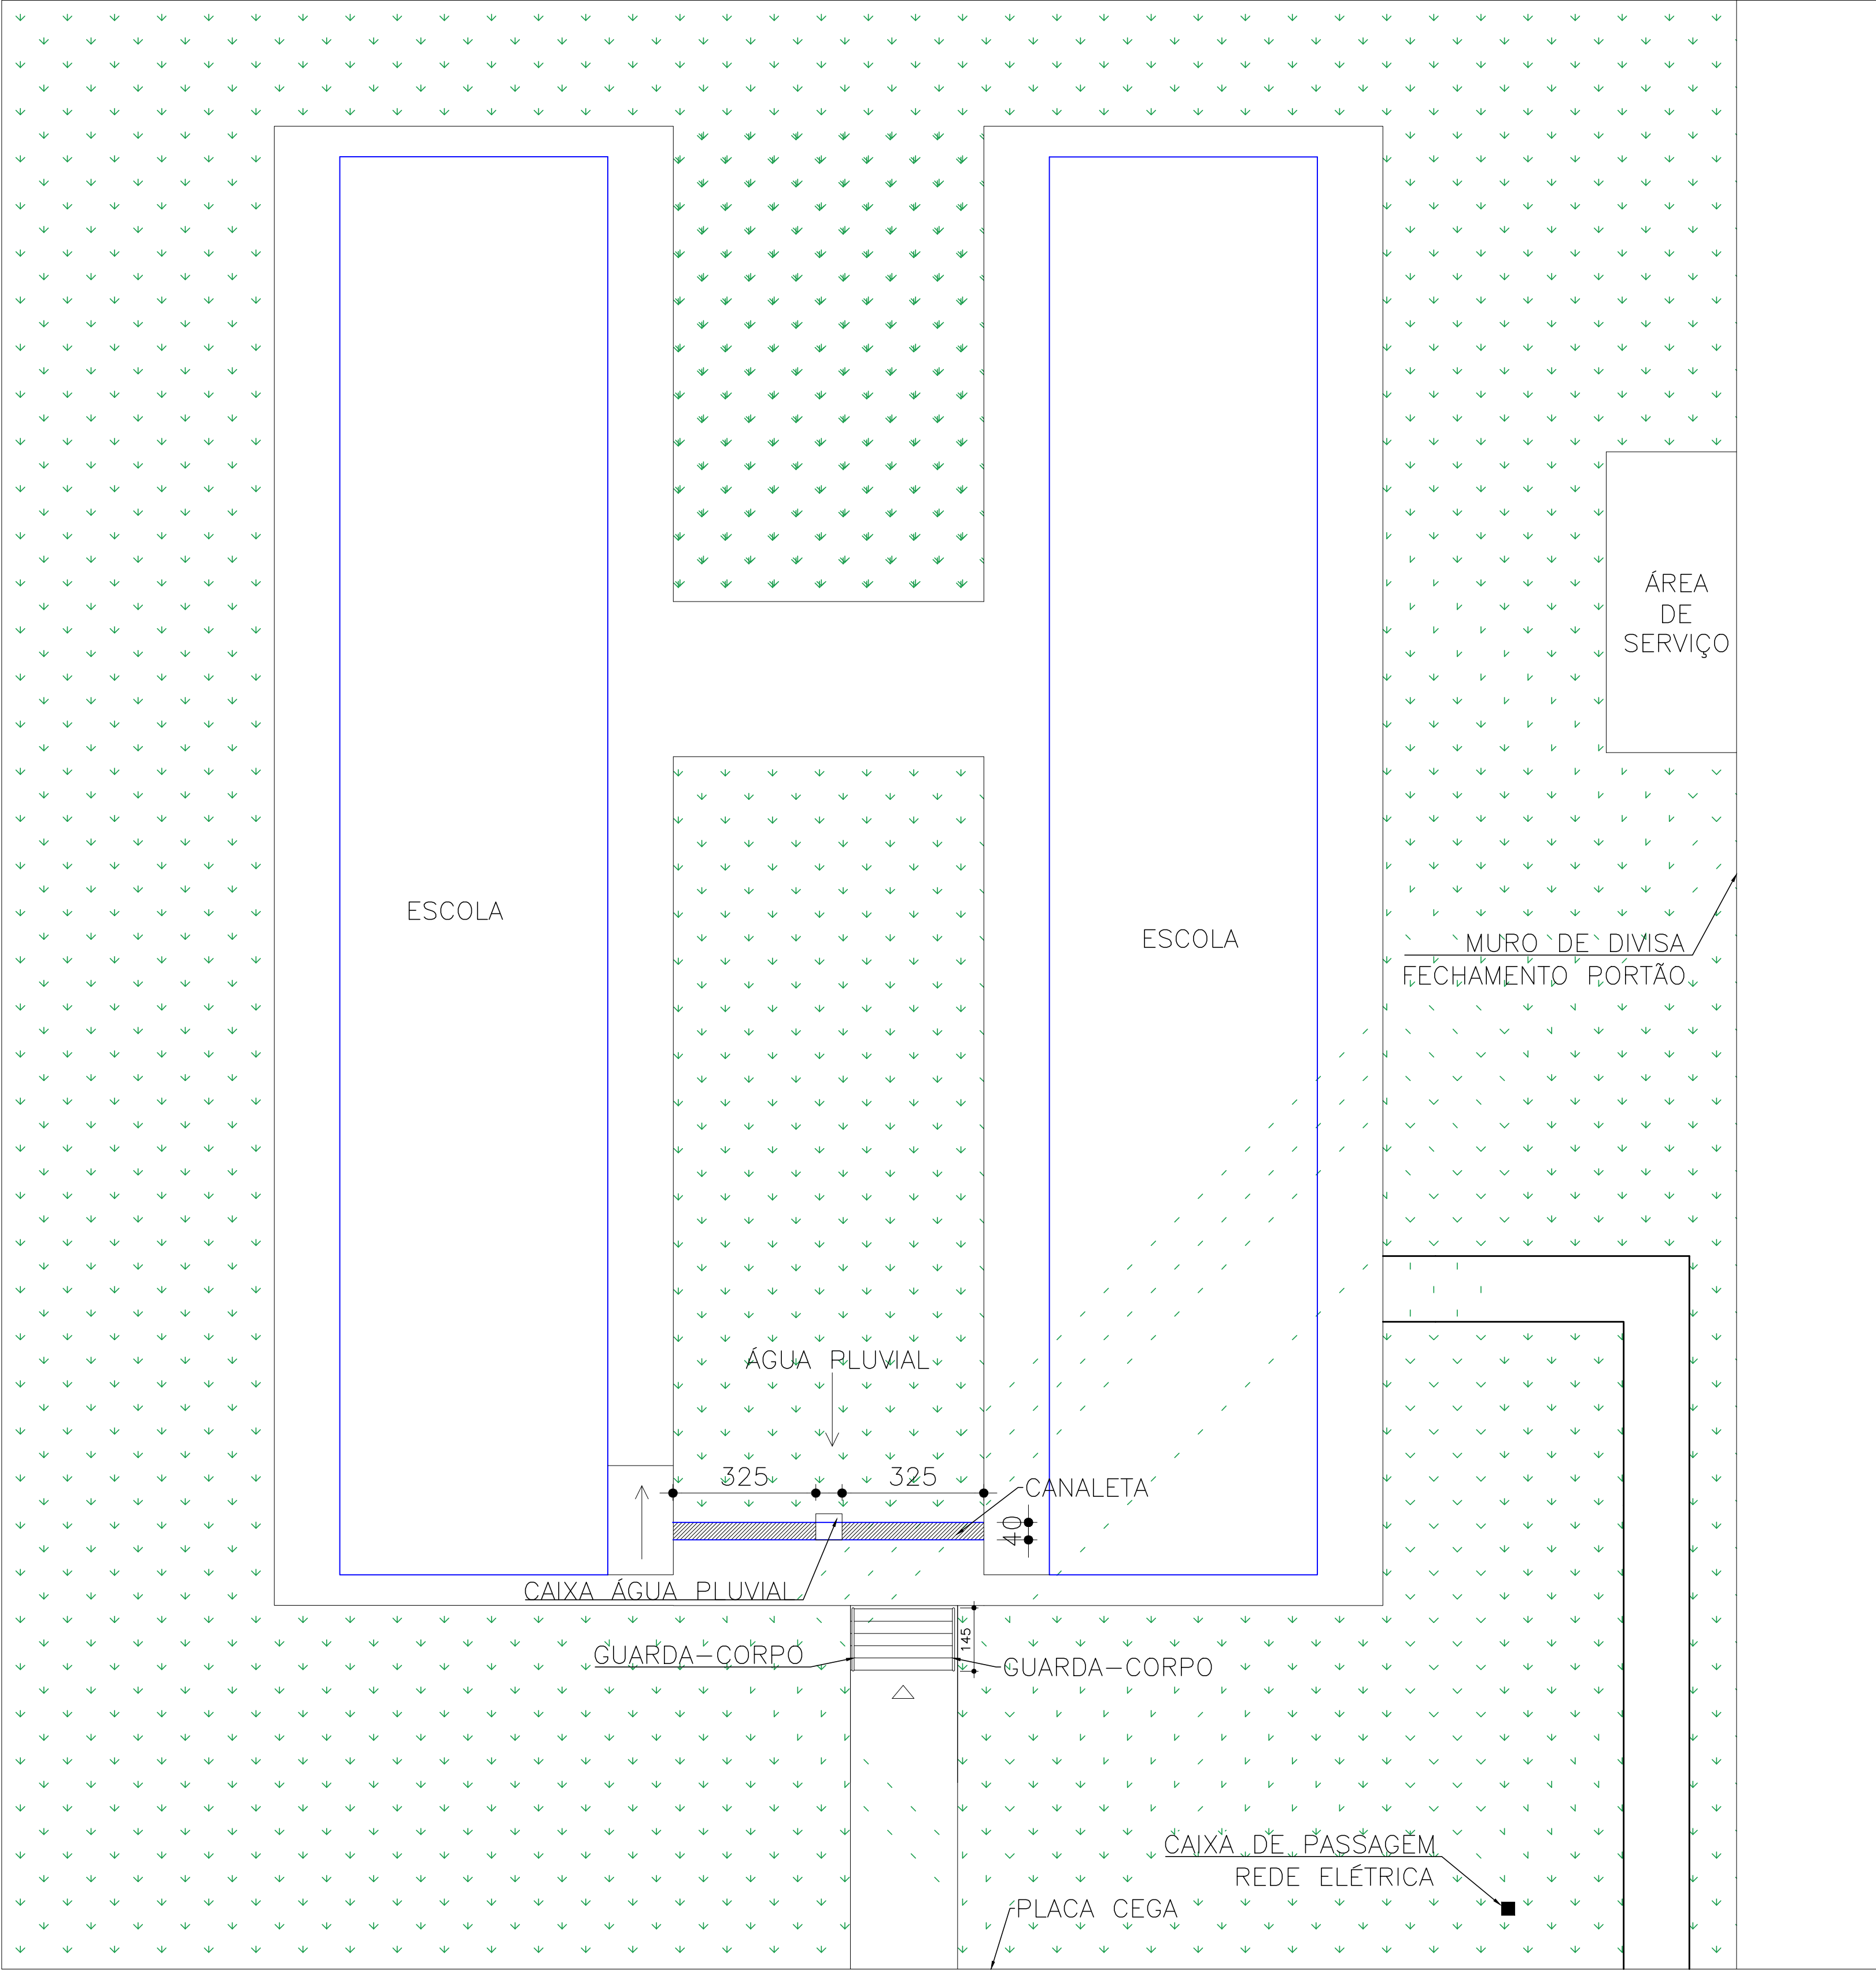 ÁREA
DE
SERVIÇO
ESCOLA
ESCOLA
MURO DE DIVISA
FECHAMENTO PORTÃO
ÁGUA PLUVIAL
325
325
CANALETA
40
CAIXA ÁGUA PLUVIAL
145
GUARDA-CORPO
GUARDA-CORPO
CAIXA DE PASSAGEM
REDE ELÉTRICA
PLACA CEGA